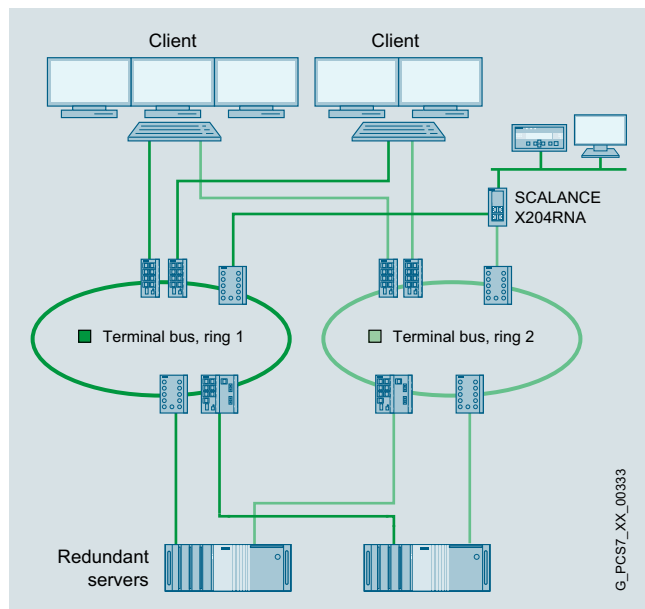 Client
Client
SCALANCE
X204RNA
Terminal bus, ring 1
Terminal bus, ring 2
Redundant
servers
G_PCS7_XX_00333